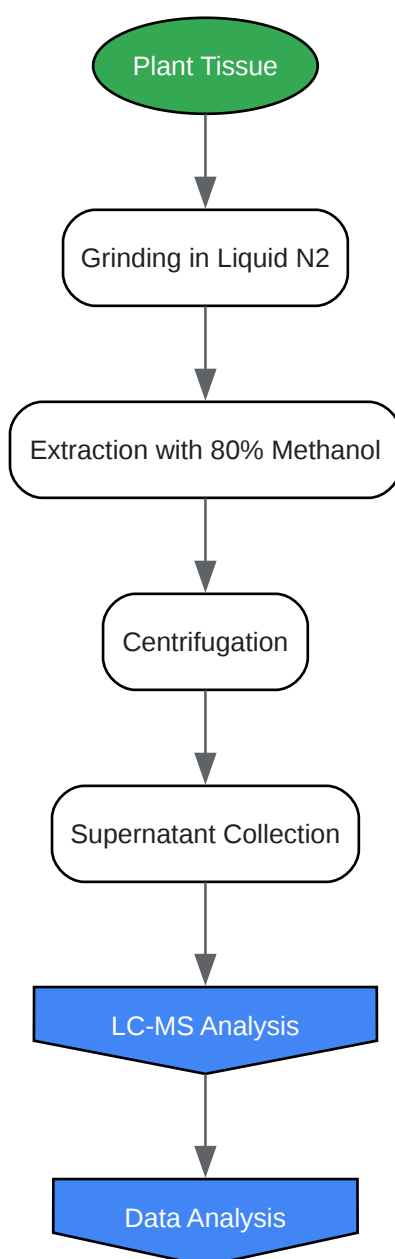 Plant Tissue
Grinding in Liquid N2
Extraction with 80% Methanol
Centrifugation
Supernatant Collection
LC-MS Analysis
Data Analysis